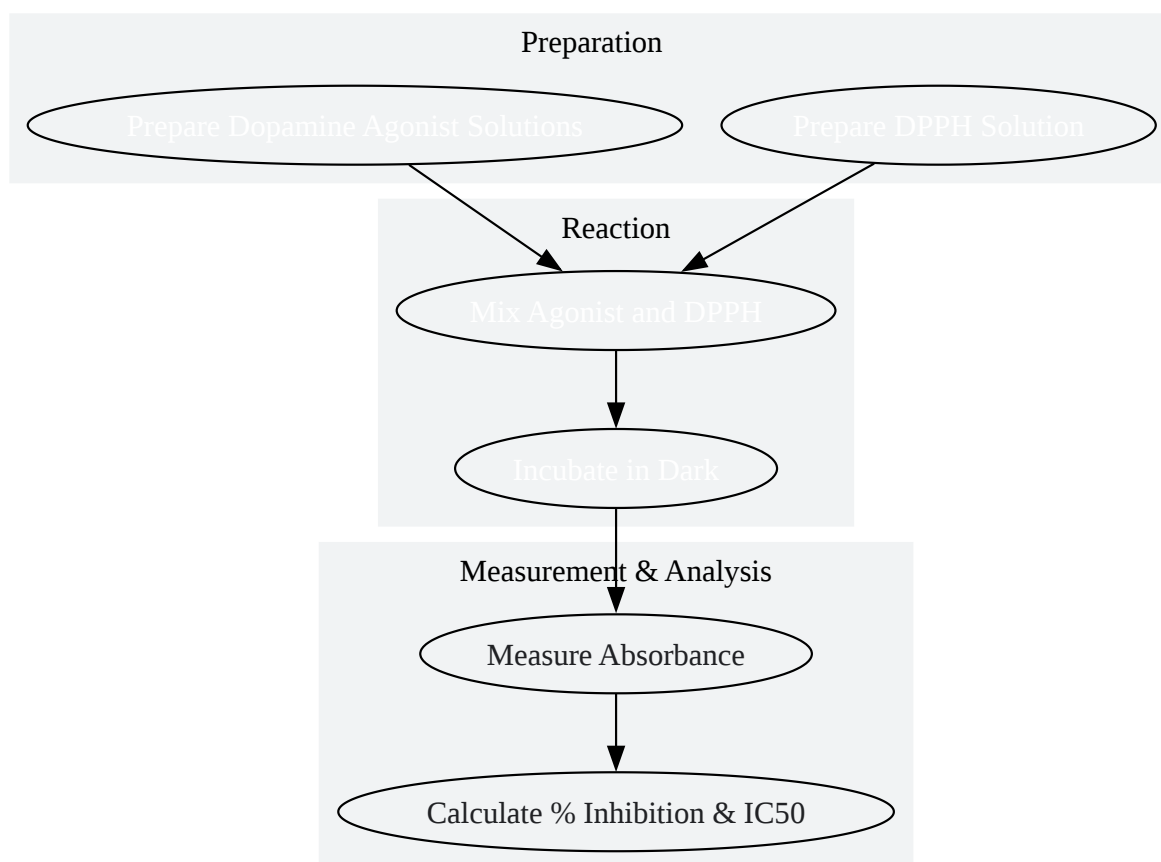 Preparation
Prepare Dopamine Agonist Solutions
Prepare DPPH Solution
Reaction
Mix Agonist and DPPH
Incubate in Dark
Measurement & Analysis
Measure Absorbance
Calculate % Inhibition & IC50